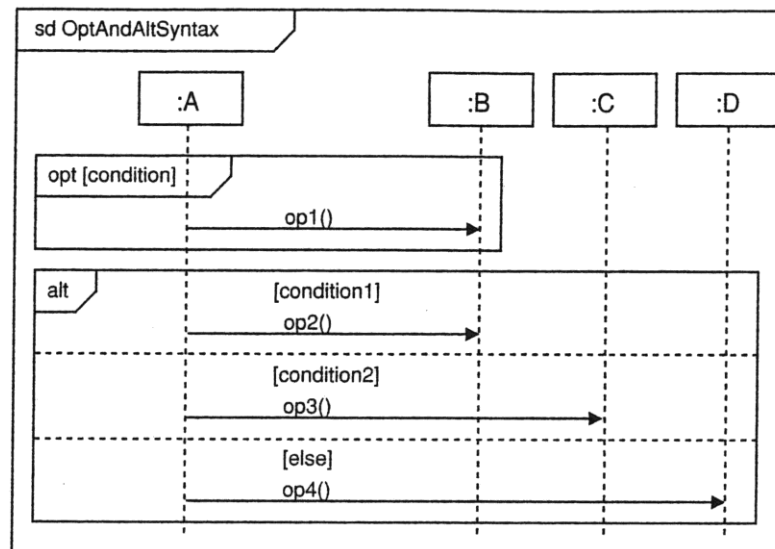 sd OptAndAltSyntax
:A
:B
:C
:D
opt [condition]
op1()
alt
[condition1]
op2()
[condition2]
op3()
[else]
op4()